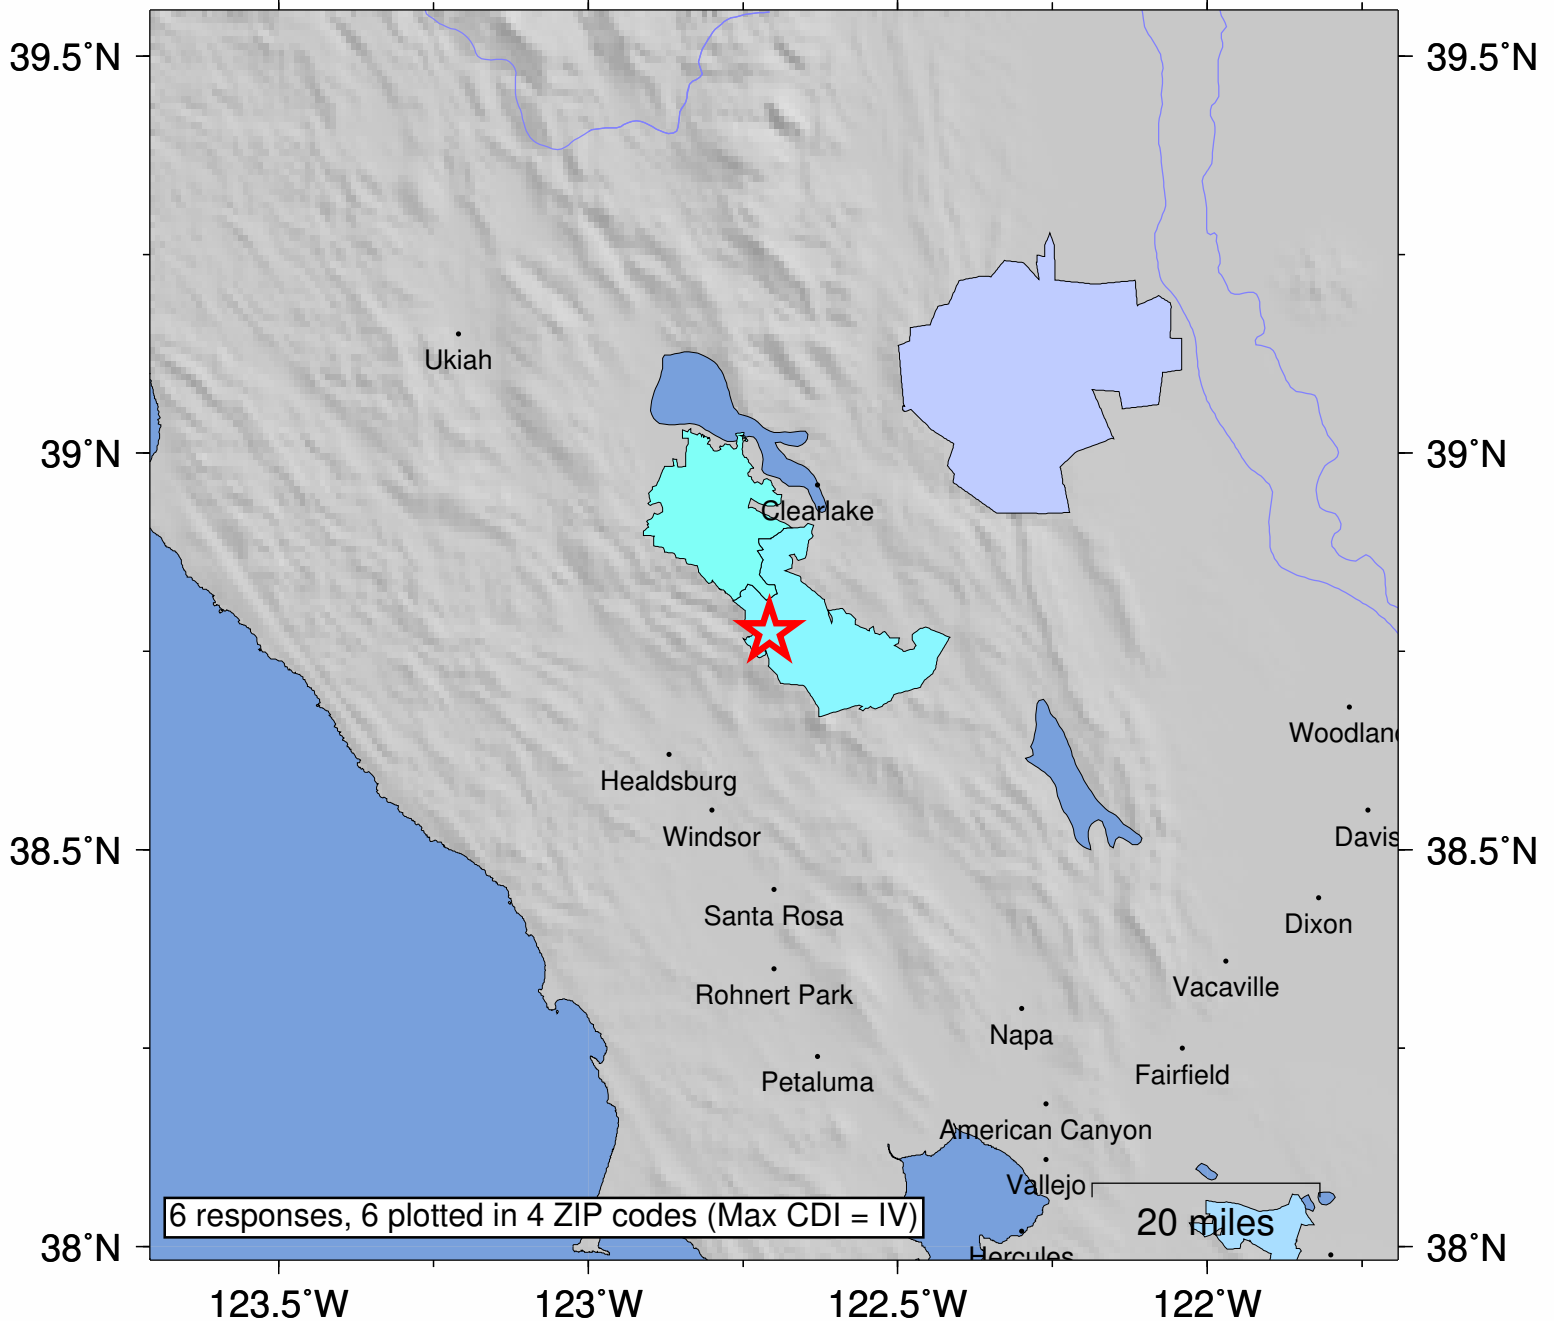 39.5°N
39.5°N
Ukiah
39°N
39°N
Clearlake
Woodlan
Healdsburg
Windsor
Davis
38.5°N
38.5°N
Santa Rosa
Dixon
Rohnert Park
Vacaville
Napa
Petaluma
Fairfield
American Canyon
Vallejo
6 responses, 6 plotted in 4 ZIP codes (Max CDI = IV)
20 miles
38°N
Hercules
38°N
123.5°W
123°W
122.5°W
122°W